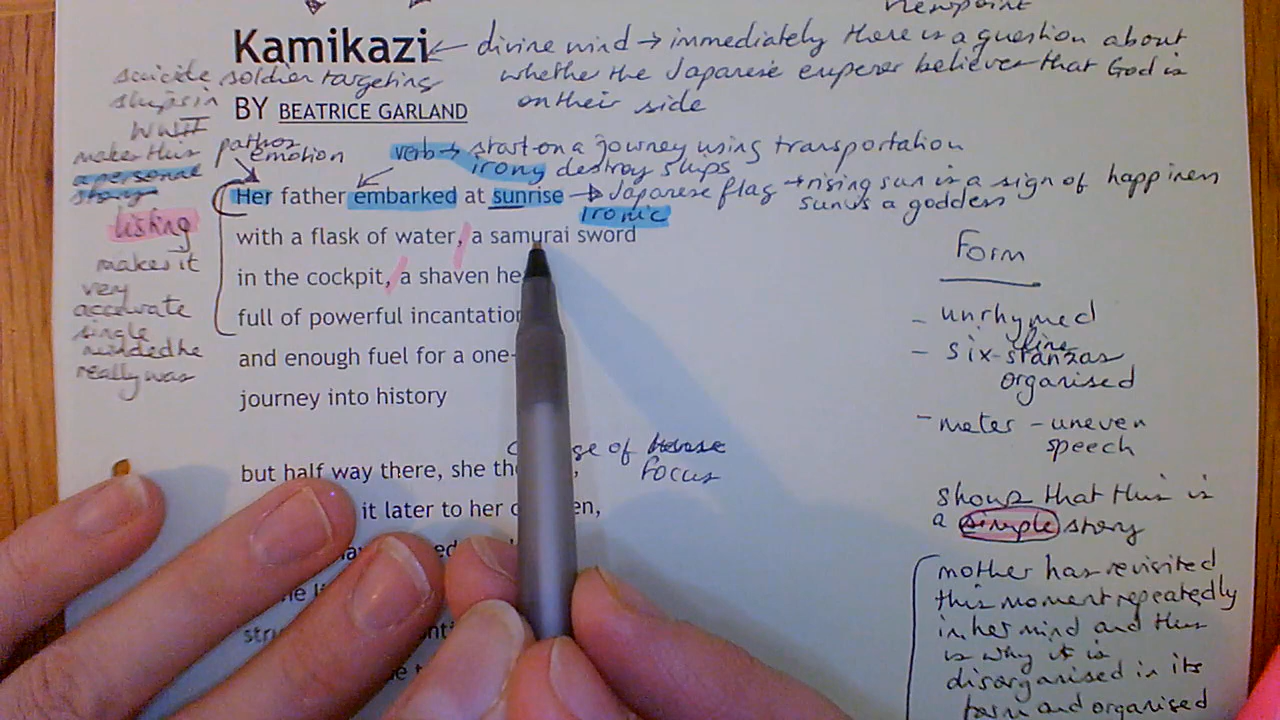 viewpoint
Kamikazi ← divine wind → immediately there is a question about
whethe the Japanese emperor believes that God is
on their side
suicide soldier targeting
ships in
WWII
BY BEATRICE GARLAND
makes this
a personal
story
pathos
emotion
verb → start on a journey using transportation
irony destroy ships
Her father embarked at sunrise → Japanese flag → rising sun is a sign of happiness
sun is a goddess
ironic
listing
makes it
very
accurate
single
minded he
really was
with a flask of water, a samurai sword
in the cockpit, a shaven he
full of powerful incantation
and enough fuel for a one-
journey into history
Form
- unrhymed
- six-line stanzas
organised
- meter - uneven
speech
ge of
focus
but half way there, she th
it later to her
en,
shows that this is
a simple story
mother has revisited
this moment repeatedly
in her mind and this
is why it is
disorganised in its
form and organised